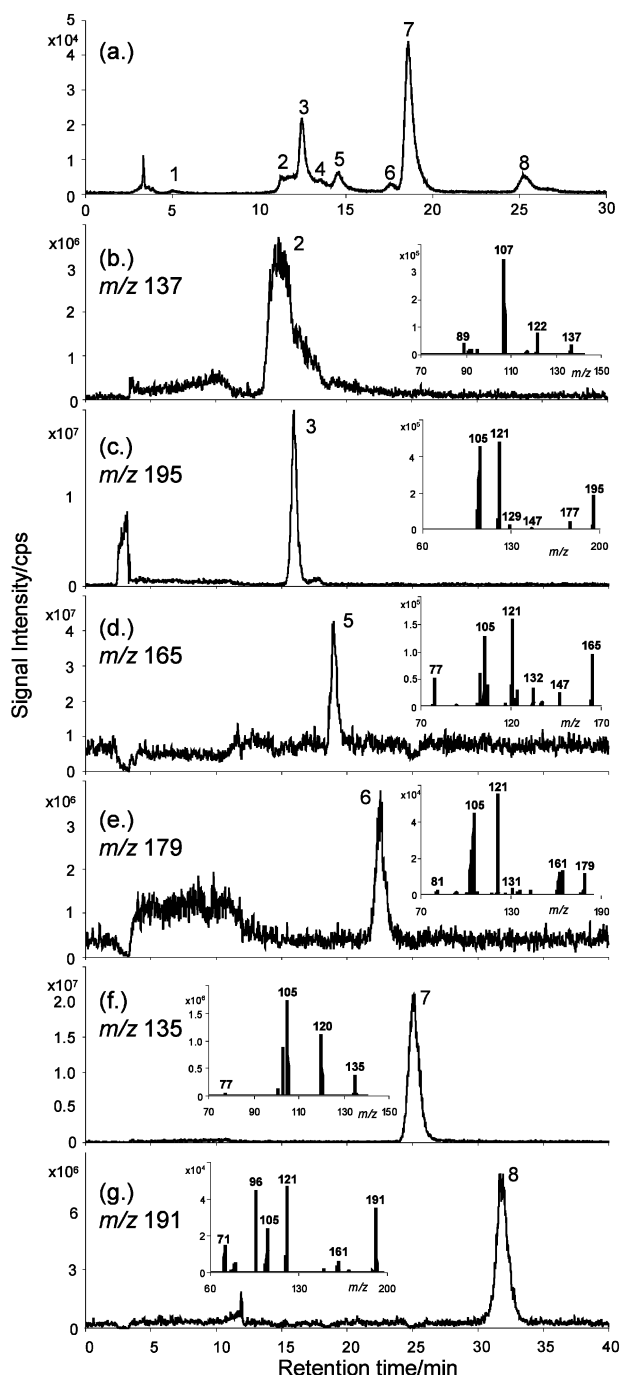 5
x10⁴
(a.)
7
4
3
3
2
1
1
2
4
5
6
8
0
0 5 10 15 20 25 30
x10⁶
(b.)
m/z 137
2
3
2
1
0
x10⁵
107
3
2
1
89
122
137
0
70 90 110 130 m/z 150
x10⁷
(c.)
m/z 195
3
1
0
x10⁵
105 121
4
2
129
147
177
195
0
60 130 m/z 200
x10⁷
(d.)
m/z 165
5
4
3
2
1
0
x10⁵
121
1.5
105
165
1.0
77
0.5
132
147
0
70 120 m/z 170
x10⁶
(e.)
m/z 179
6
3
2
1
0
x10⁴
121
105
4
2
81
131
161
179
0
70 130 m/z 190
x10⁷
(f.)
m/z 135
7
2.0
1.5
1.0
0.5
0
x10⁶
105
1.5
120
1.0
135
0.5
77
0
70 90 110 130 m/z 150
x10⁶
(g.)
m/z 191
8
6
3
0
x10⁴
96
121
191
4
105
2
71
161
0
60 130 m/z 200
0 5 10 15 20 25 30 35 40
Retention time/min
Signal Intensity/cps